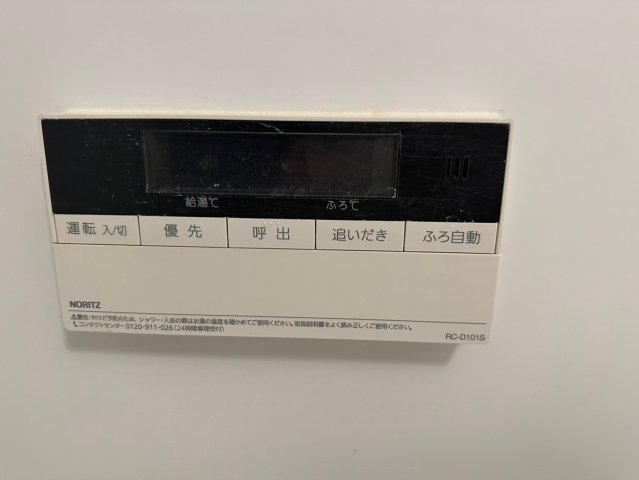 給湯℃ ふろ℃
運転 入/切 優先 呼出 追いだき ふろ自動
NORITZ
⚠警告:やけど予防のため、シャワー・入浴の際はお湯の温度を確かめてご使用ください。取扱説明書をよく読み正しくご使用ください。
コンタクトセンター 0120-911-026(24時間修理受付)
RC-D101S